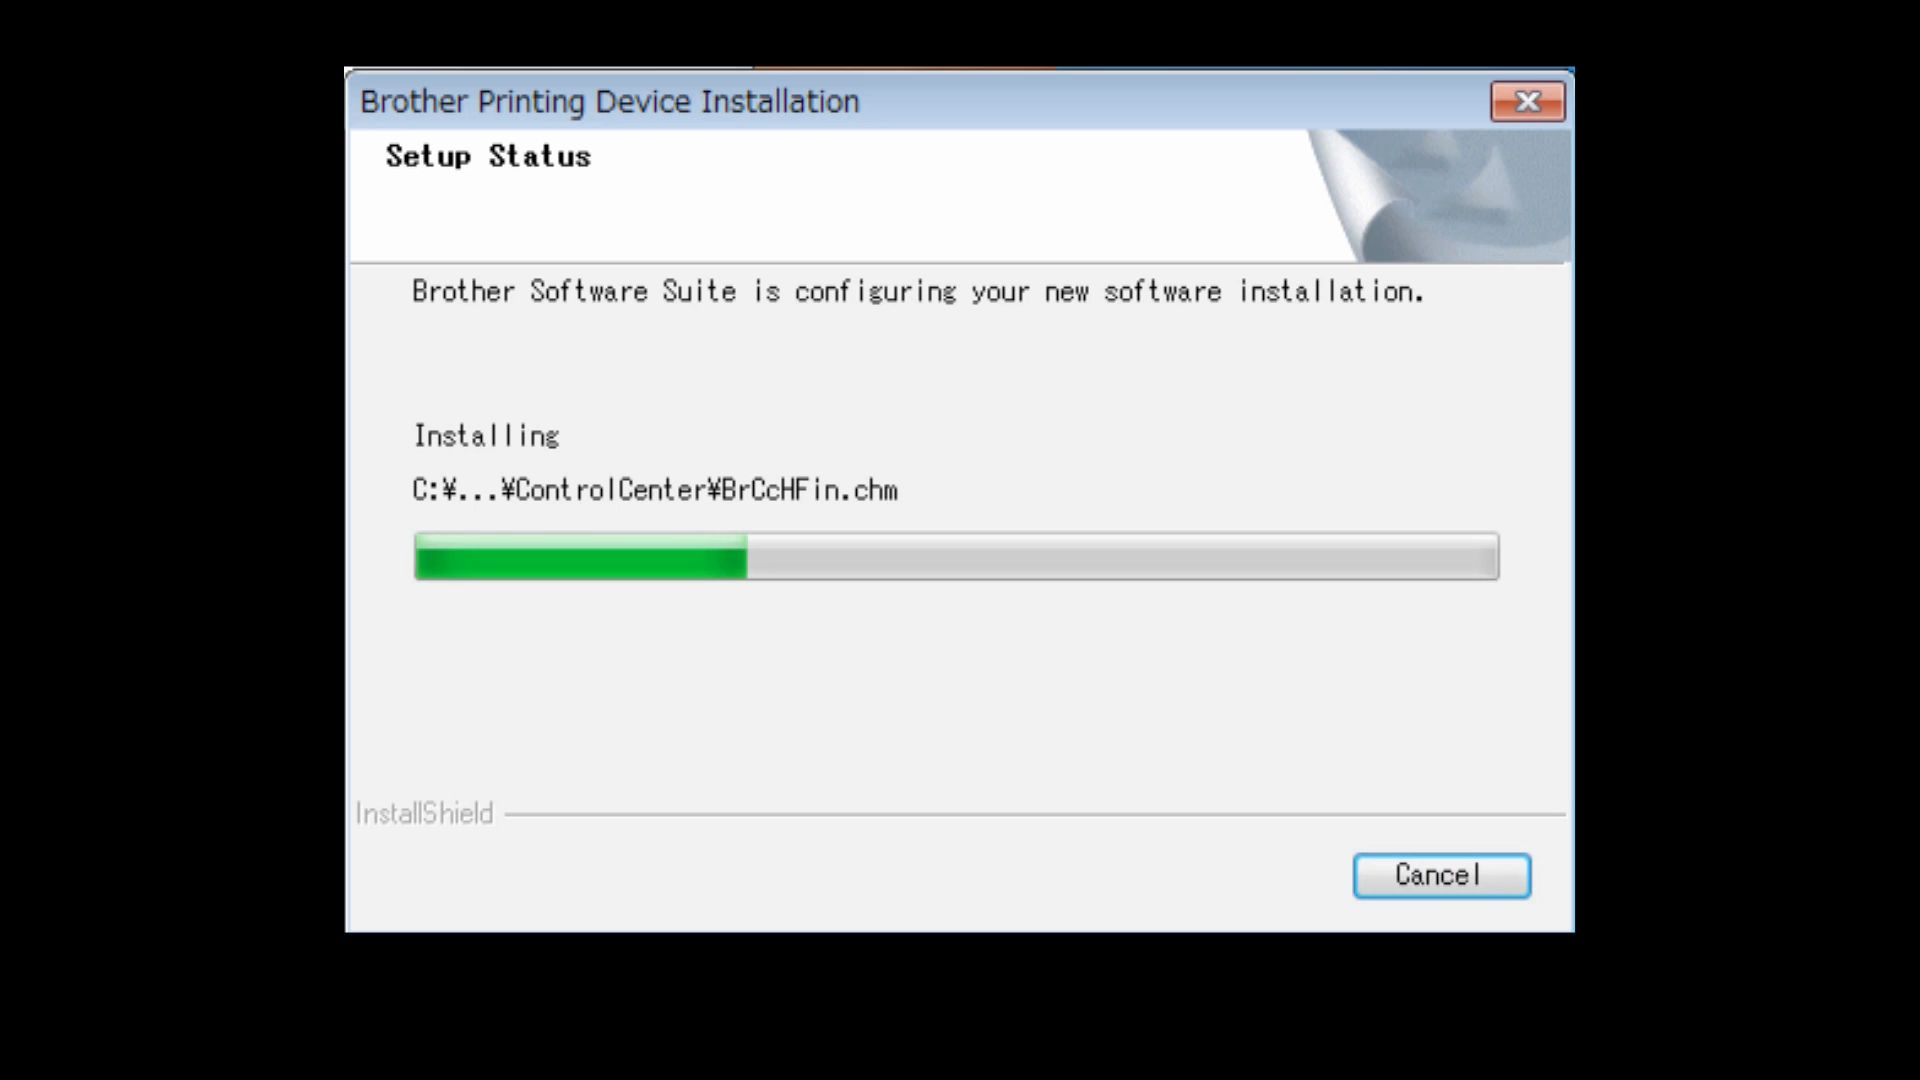 Brother Printing Device Installation
Setup Status
Brother Software Suite is configuring your new software installation.
Installing
C:¥...¥ControlCenter¥BrCcHFin.chm
InstallShield
Cancel